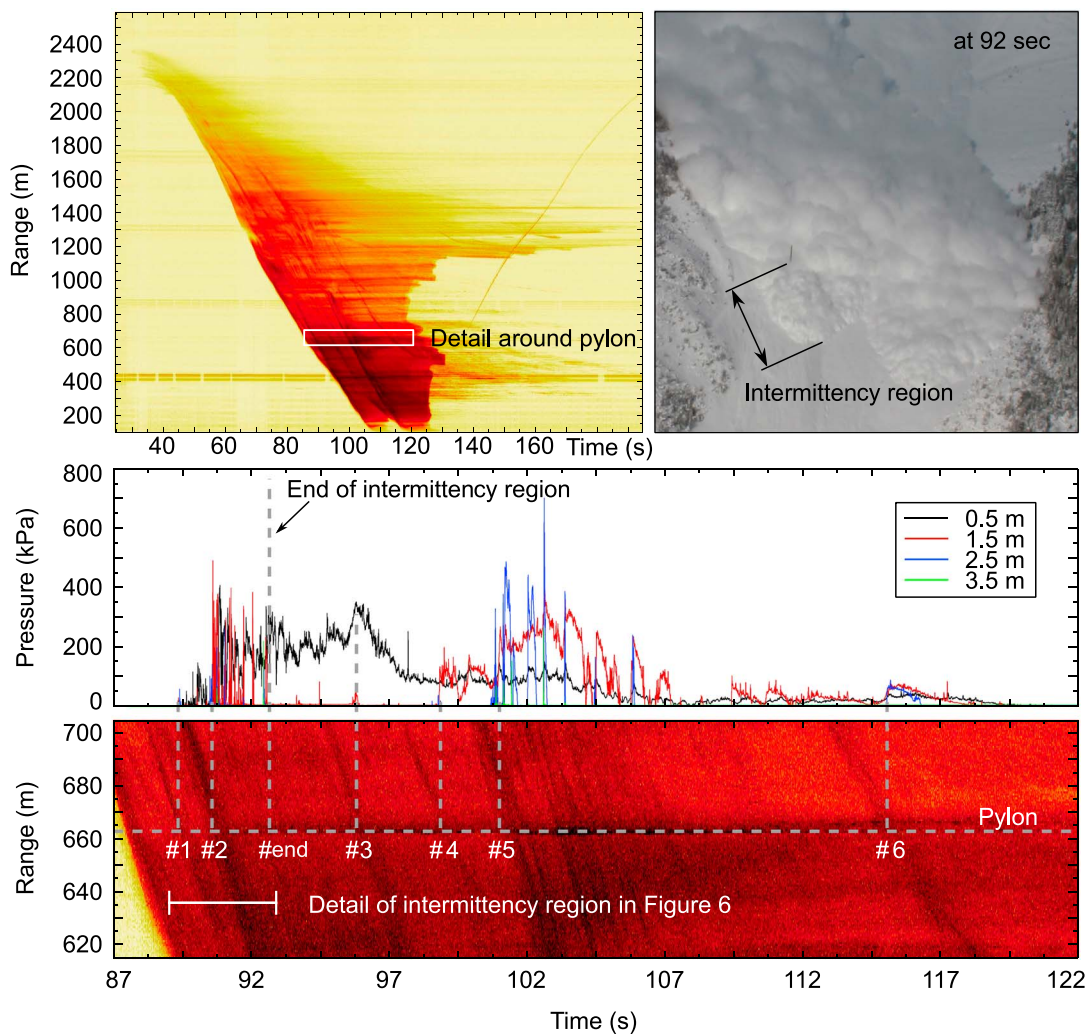 2400
2200
2000
1800
1600
1400
1200
1000
800
600
400
200
Range (m)
40
60
80
100
120
140
160
Time (s)
Detail around pylon
at 92 sec
Intermittency region
800
600
400
200
0
Pressure (kPa)
End of intermittency region
0.5 m
1.5 m
2.5 m
3.5 m
700
680
660
640
620
Range (m)
Pylon
#1 #2 #end #3 #4 #5 #6
Detail of intermittency region in Figure 6
87 92 97 102 107 112 117 122
Time (s)